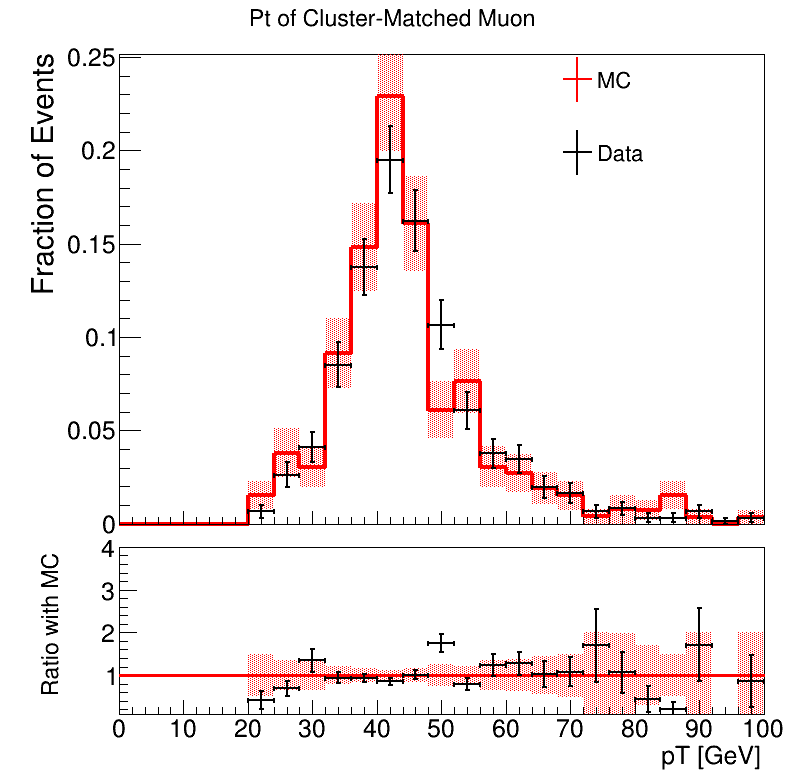 Pt of Cluster-Matched Muon
Fraction of Events
0.25
0.2
0.15
0.1
0.05
0
MC
Data
Ratio with MC
4
3
2
1
0 10 20 30 40 50 60 70 80 90 100
pT [GeV]